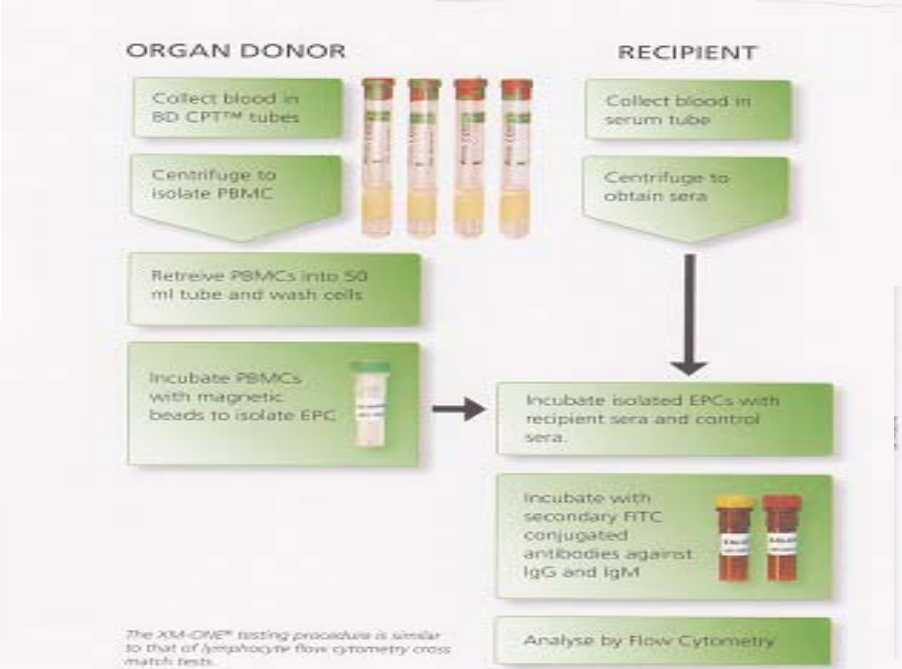 ORGAN DONOR
Collect blood in
BD CPT™ tubes
Centrifuge to
isolate PBMC
Retreive PBMCs into 50
ml tube and wash cells
Incubate PBMCs
with magnetic
beads to isolate EPC
RECIPIENT
Collect blood in
serum tube
Centrifuge to
obtain sera
Incubate isolated EPCs with
recipient sera and control
sera.
Incubate with
secondary FITC
conjugated
antibodies against
IgG and IgM
Analyse by Flow Cytometry
The XM-ONE® testing procedure is similar
to that of lymphocyte flow cytometry cross
match tests.